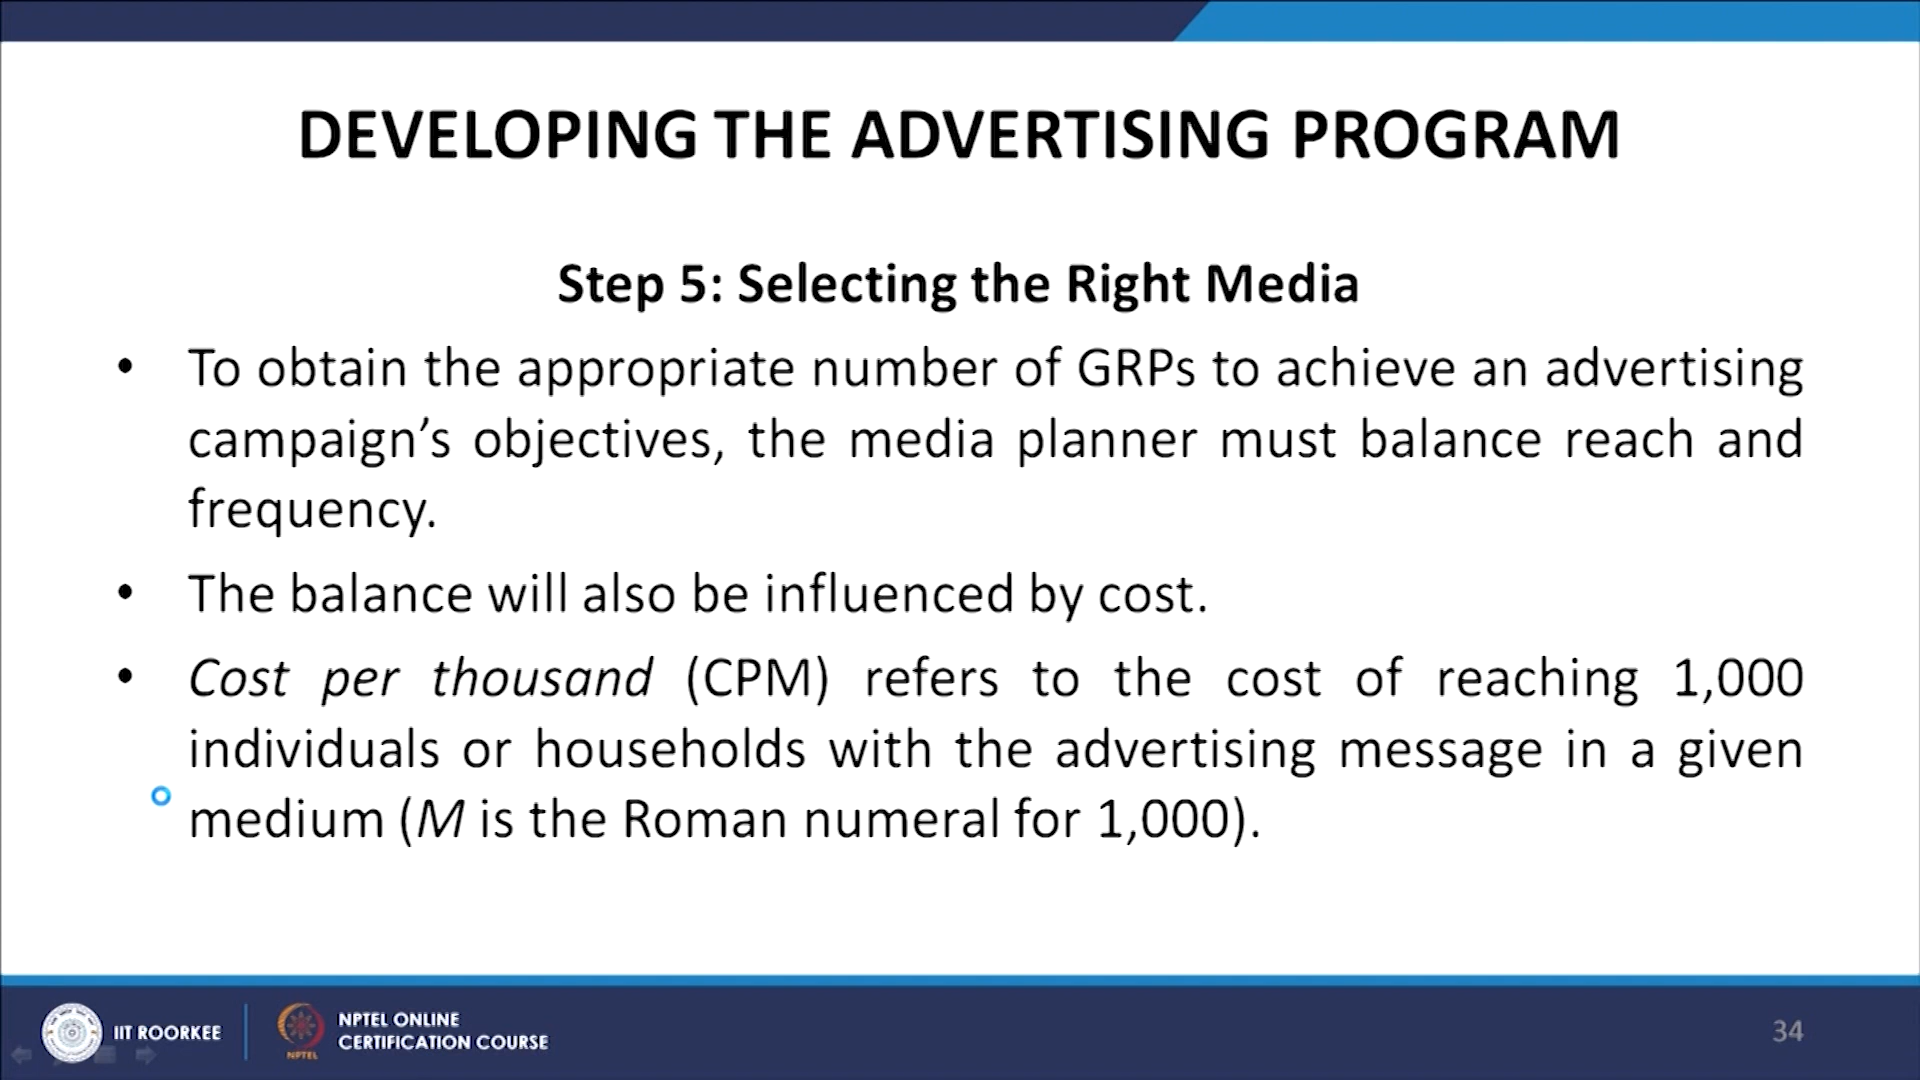 DEVELOPING THE ADVERTISING PROGRAM
Step 5: Selecting the Right Media
• To obtain the appropriate number of GRPs to achieve an advertising
campaign’s objectives, the media planner must balance reach and
frequency.
• The balance will also be influenced by cost.
• Cost per thousand (CPM) refers to the cost of reaching 1,000
individuals or households with the advertising message in a given
medium (M is the Roman numeral for 1,000).
IIT ROORKEE
NPTEL
NPTEL ONLINE
CERTIFICATION COURSE
34